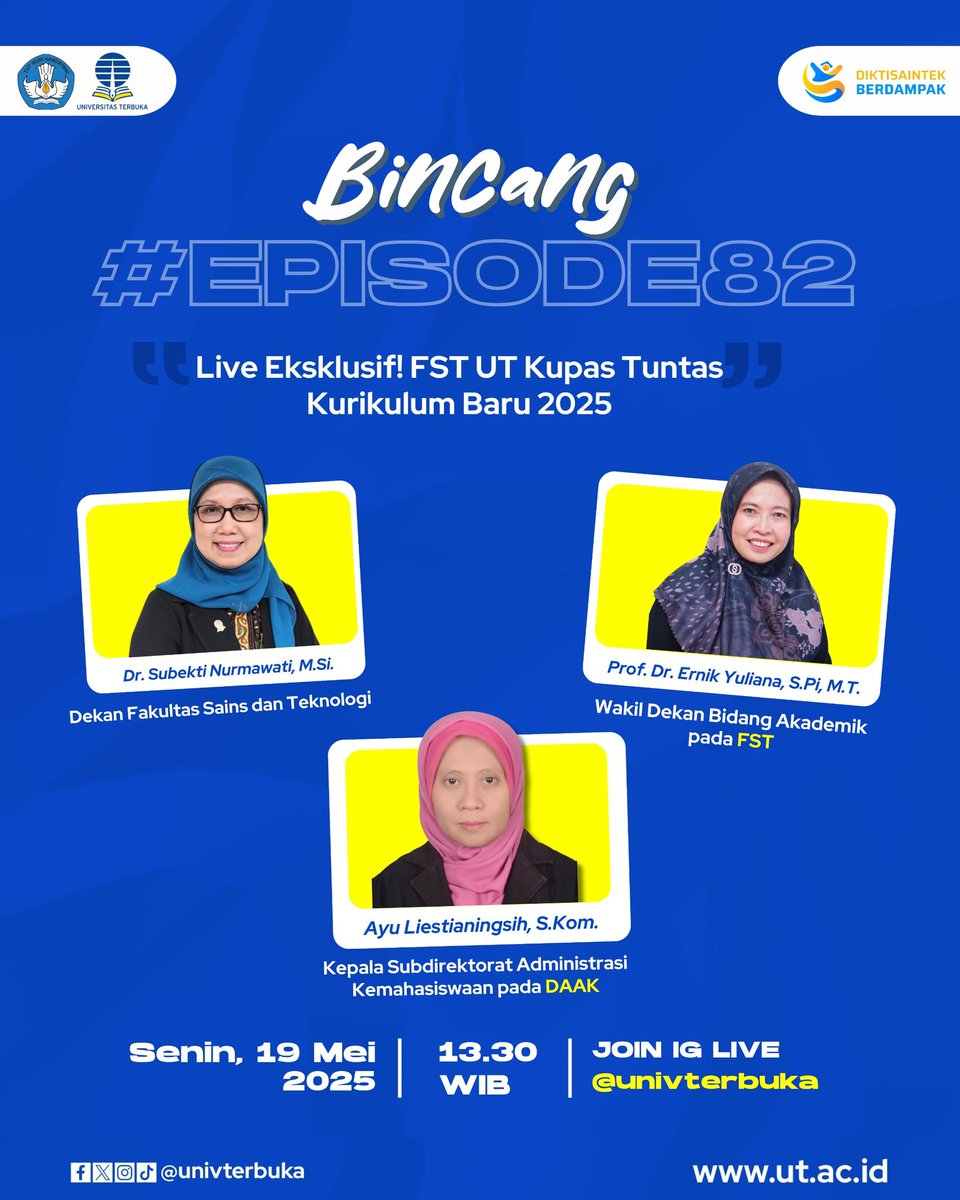 TUT WURI HANDAYANI
UNIVERSITAS TERBUKA
DIKTISAINTEK
BERDAMPAK
Bincang
#EPISODE82
"Live Eksklusif! FST UT Kupas Tuntas
Kurikulum Baru 2025"
Dr. Subekti Nurmawati, M.Si.
Dekan Fakultas Sains dan Teknologi
Prof. Dr. Ernik Yuliana, S.Pi, M.T.
Wakil Dekan Bidang Akademik
pada FST
Ayu Liestianingsih, S.Kom.
Kepala Subdirektorat Administrasi
Kemahasiswaan pada DAAK
Senin, 19 Mei
2025
13.30
WIB
JOIN IG LIVE
@univterbuka
@univterbuka
www.ut.ac.id